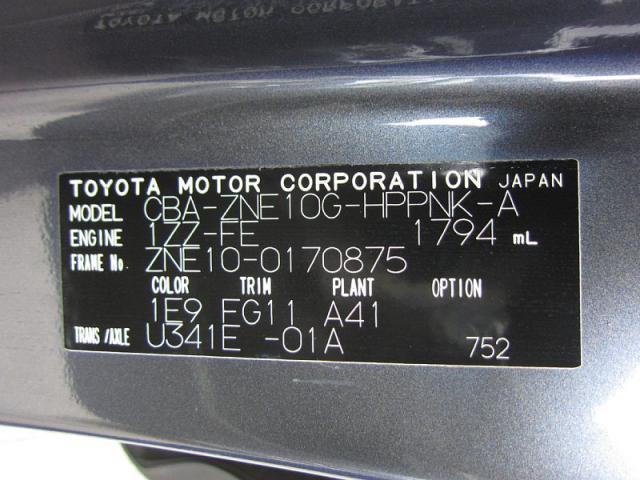 TOYOTA MOTOR CORPORATION JAPAN
MODEL CBA-ZNE10G-HPPNK-A
ENGINE 1ZZ-FE 1794 mL
FRAME No. ZNE10-0170875
COLOR TRIM PLANT OPTION
1E9 FG11 A41
TRANS/AXLE U341E -01A 752